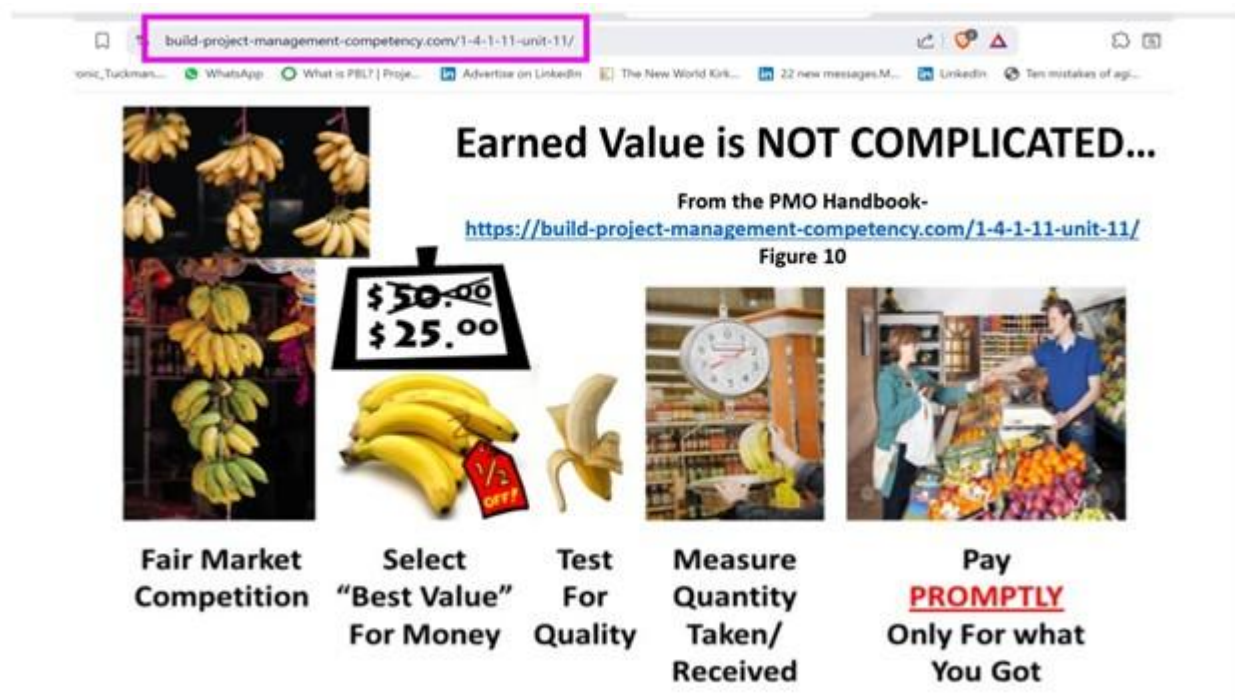 build-project-management-competency.com/1-4-1-11-unit-11/
onic_Tuckman... WhatsApp What is PBL? | Proje... Advertise on LinkedIn The New World Kirk... 22 new messages.M... LinkedIn Ten mistakes of agi...
Earned Value is NOT COMPLICATED...
From the PMO Handbook-
https://build-project-management-competency.com/1-4-1-11-unit-11/
Figure 10
$ 50.00
$ 25.00
1/2
OFF!
Fair Market
Competition
Select
"Best Value"
For Money
Test
For
Quality
Measure
Quantity
Taken/
Received
Pay
PROMPTLY
Only For what
You Got